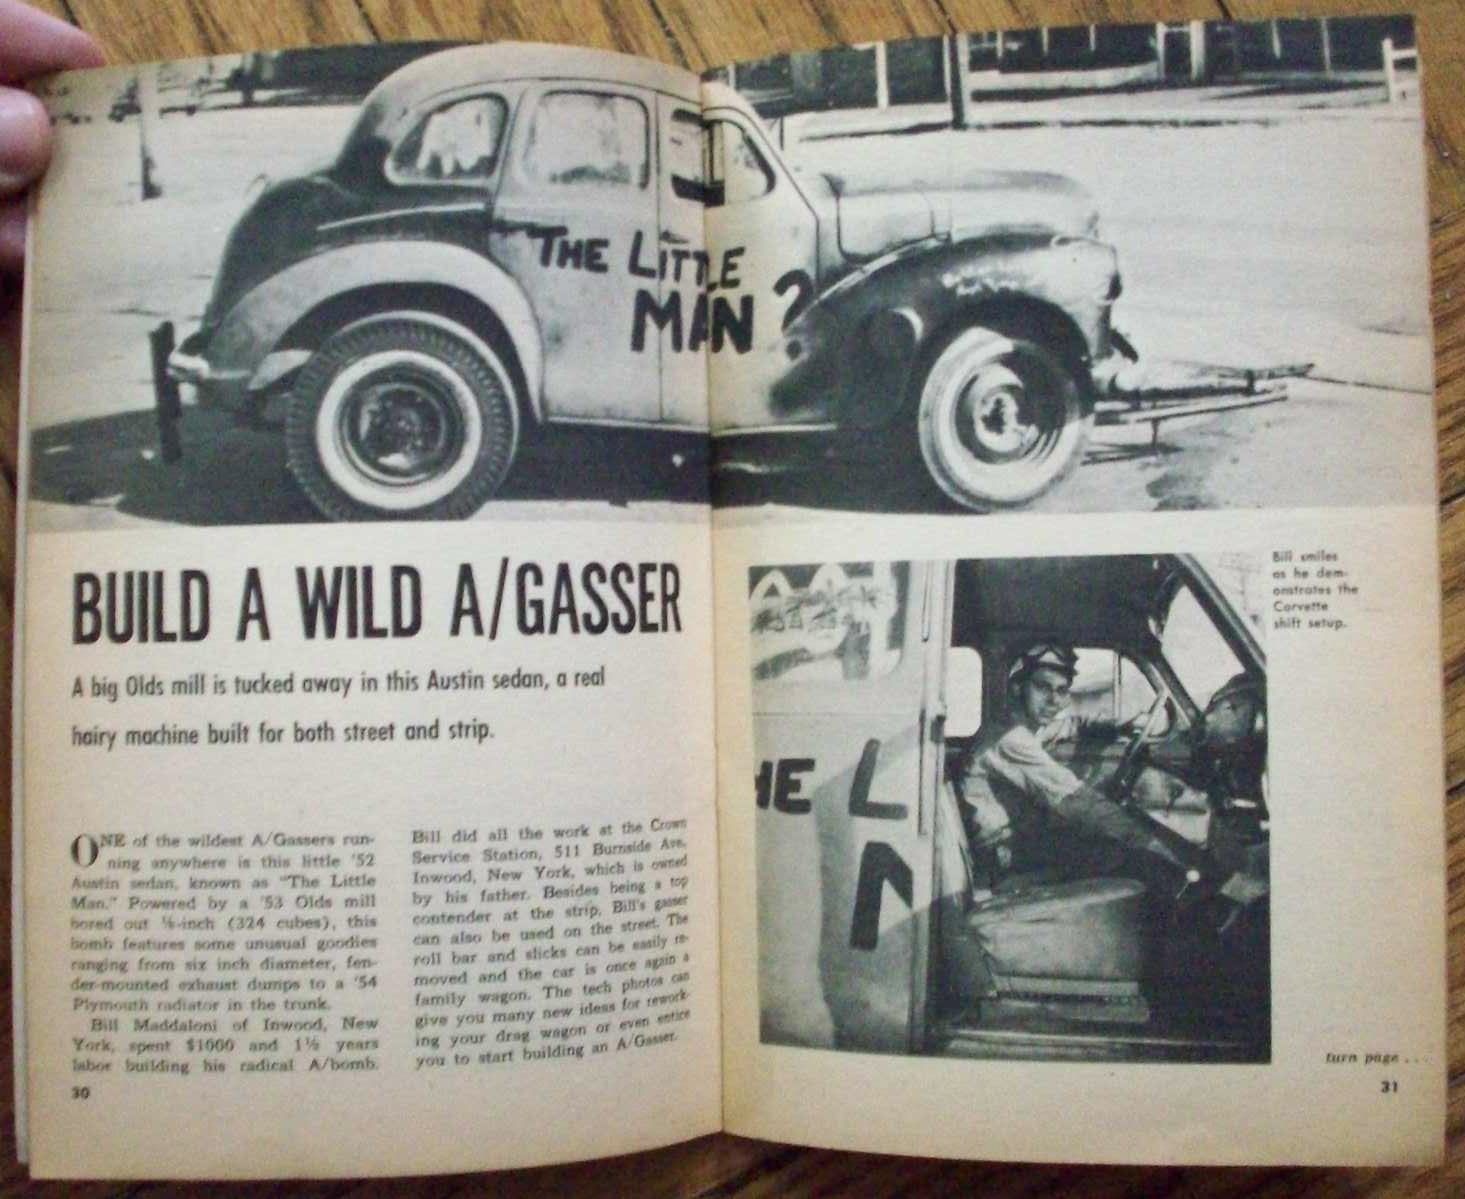 THE LITTLE
MAN ?
BUILD A WILD A/GASSER
A big Olds mill is tucked away in this Austin sedan, a real
hairy machine built for both street and strip.
ONE of the wildest A/Gassers run-
ning anywhere is this little '52
Austin sedan, known as "The Little
Man." Powered by a '53 Olds mill
bored out ⅛-inch (324 cubes), this
bomb features some unusual goodies
ranging from six inch diameter, fen-
der-mounted exhaust dumps to a '54
Plymouth radiator in the trunk.
Bill Maddaloni of Inwood, New
York, spent $1000 and 1½ years
labor building his radical A/bomb.
30
Bill did all the work at the Crown
Service Station, 511 Burnside Ave.
Inwood, New York, which is owned
by his father. Besides being a top
contender at the strip, Bill's gasser
can also be used on the street. The
roll bar and slicks can be easily re-
moved and the car is once again a
family wagon. The tech photos can
give you many new ideas for rework-
ing your drag wagon or even entice
you to start building an A/Gasser.
HE L
N
Bill smiles
as he dem-
onstrates the
Corvette
shift setup.
turn page . . .
31